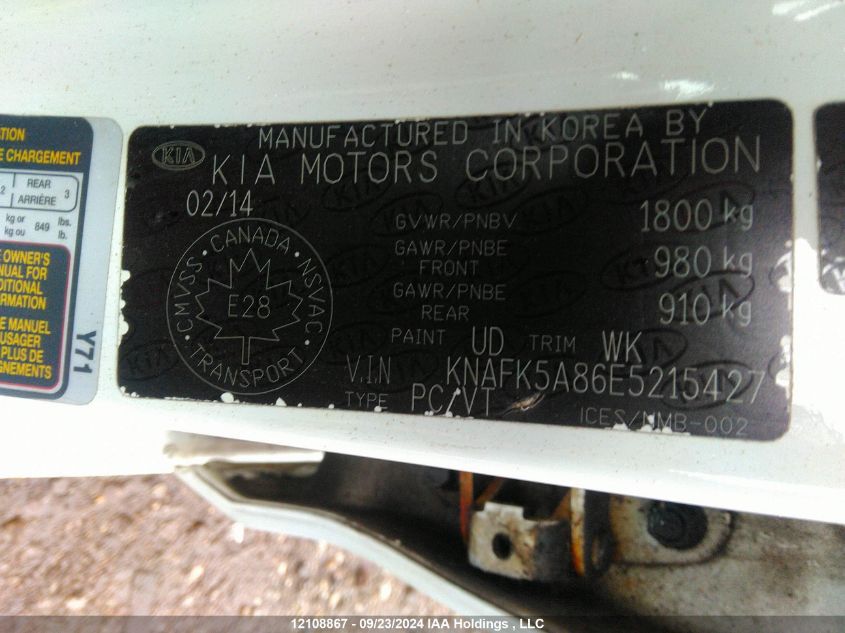 TION
E CHARGEMENT
2 REAR 3
ARRIÈRE
kg or 849 lbs.
kg ou lb.
OWNER'S
NUAL FOR
DITIONAL
ORMATION
E MANUEL
USAGER
PLUS DE
GNEMENTS
Y71
MANUFACTURED IN KOREA BY
KIA KIA MOTORS CORPORATION
02/14
GVWR/PNBV 1800 kg
GAWR/PNBE
FRONT 980 kg
GAWR/PNBE
REAR 910 kg
CMVSS • CANADA • NSVAC • TRANSPORT •
E28
PAINT UD TRIM WK
V.I.N KNAFK5A86E5215427
TYPE PC/VT
ICES/NMB-002
12108867 - 09/23/2024 IAA Holdings , LLC